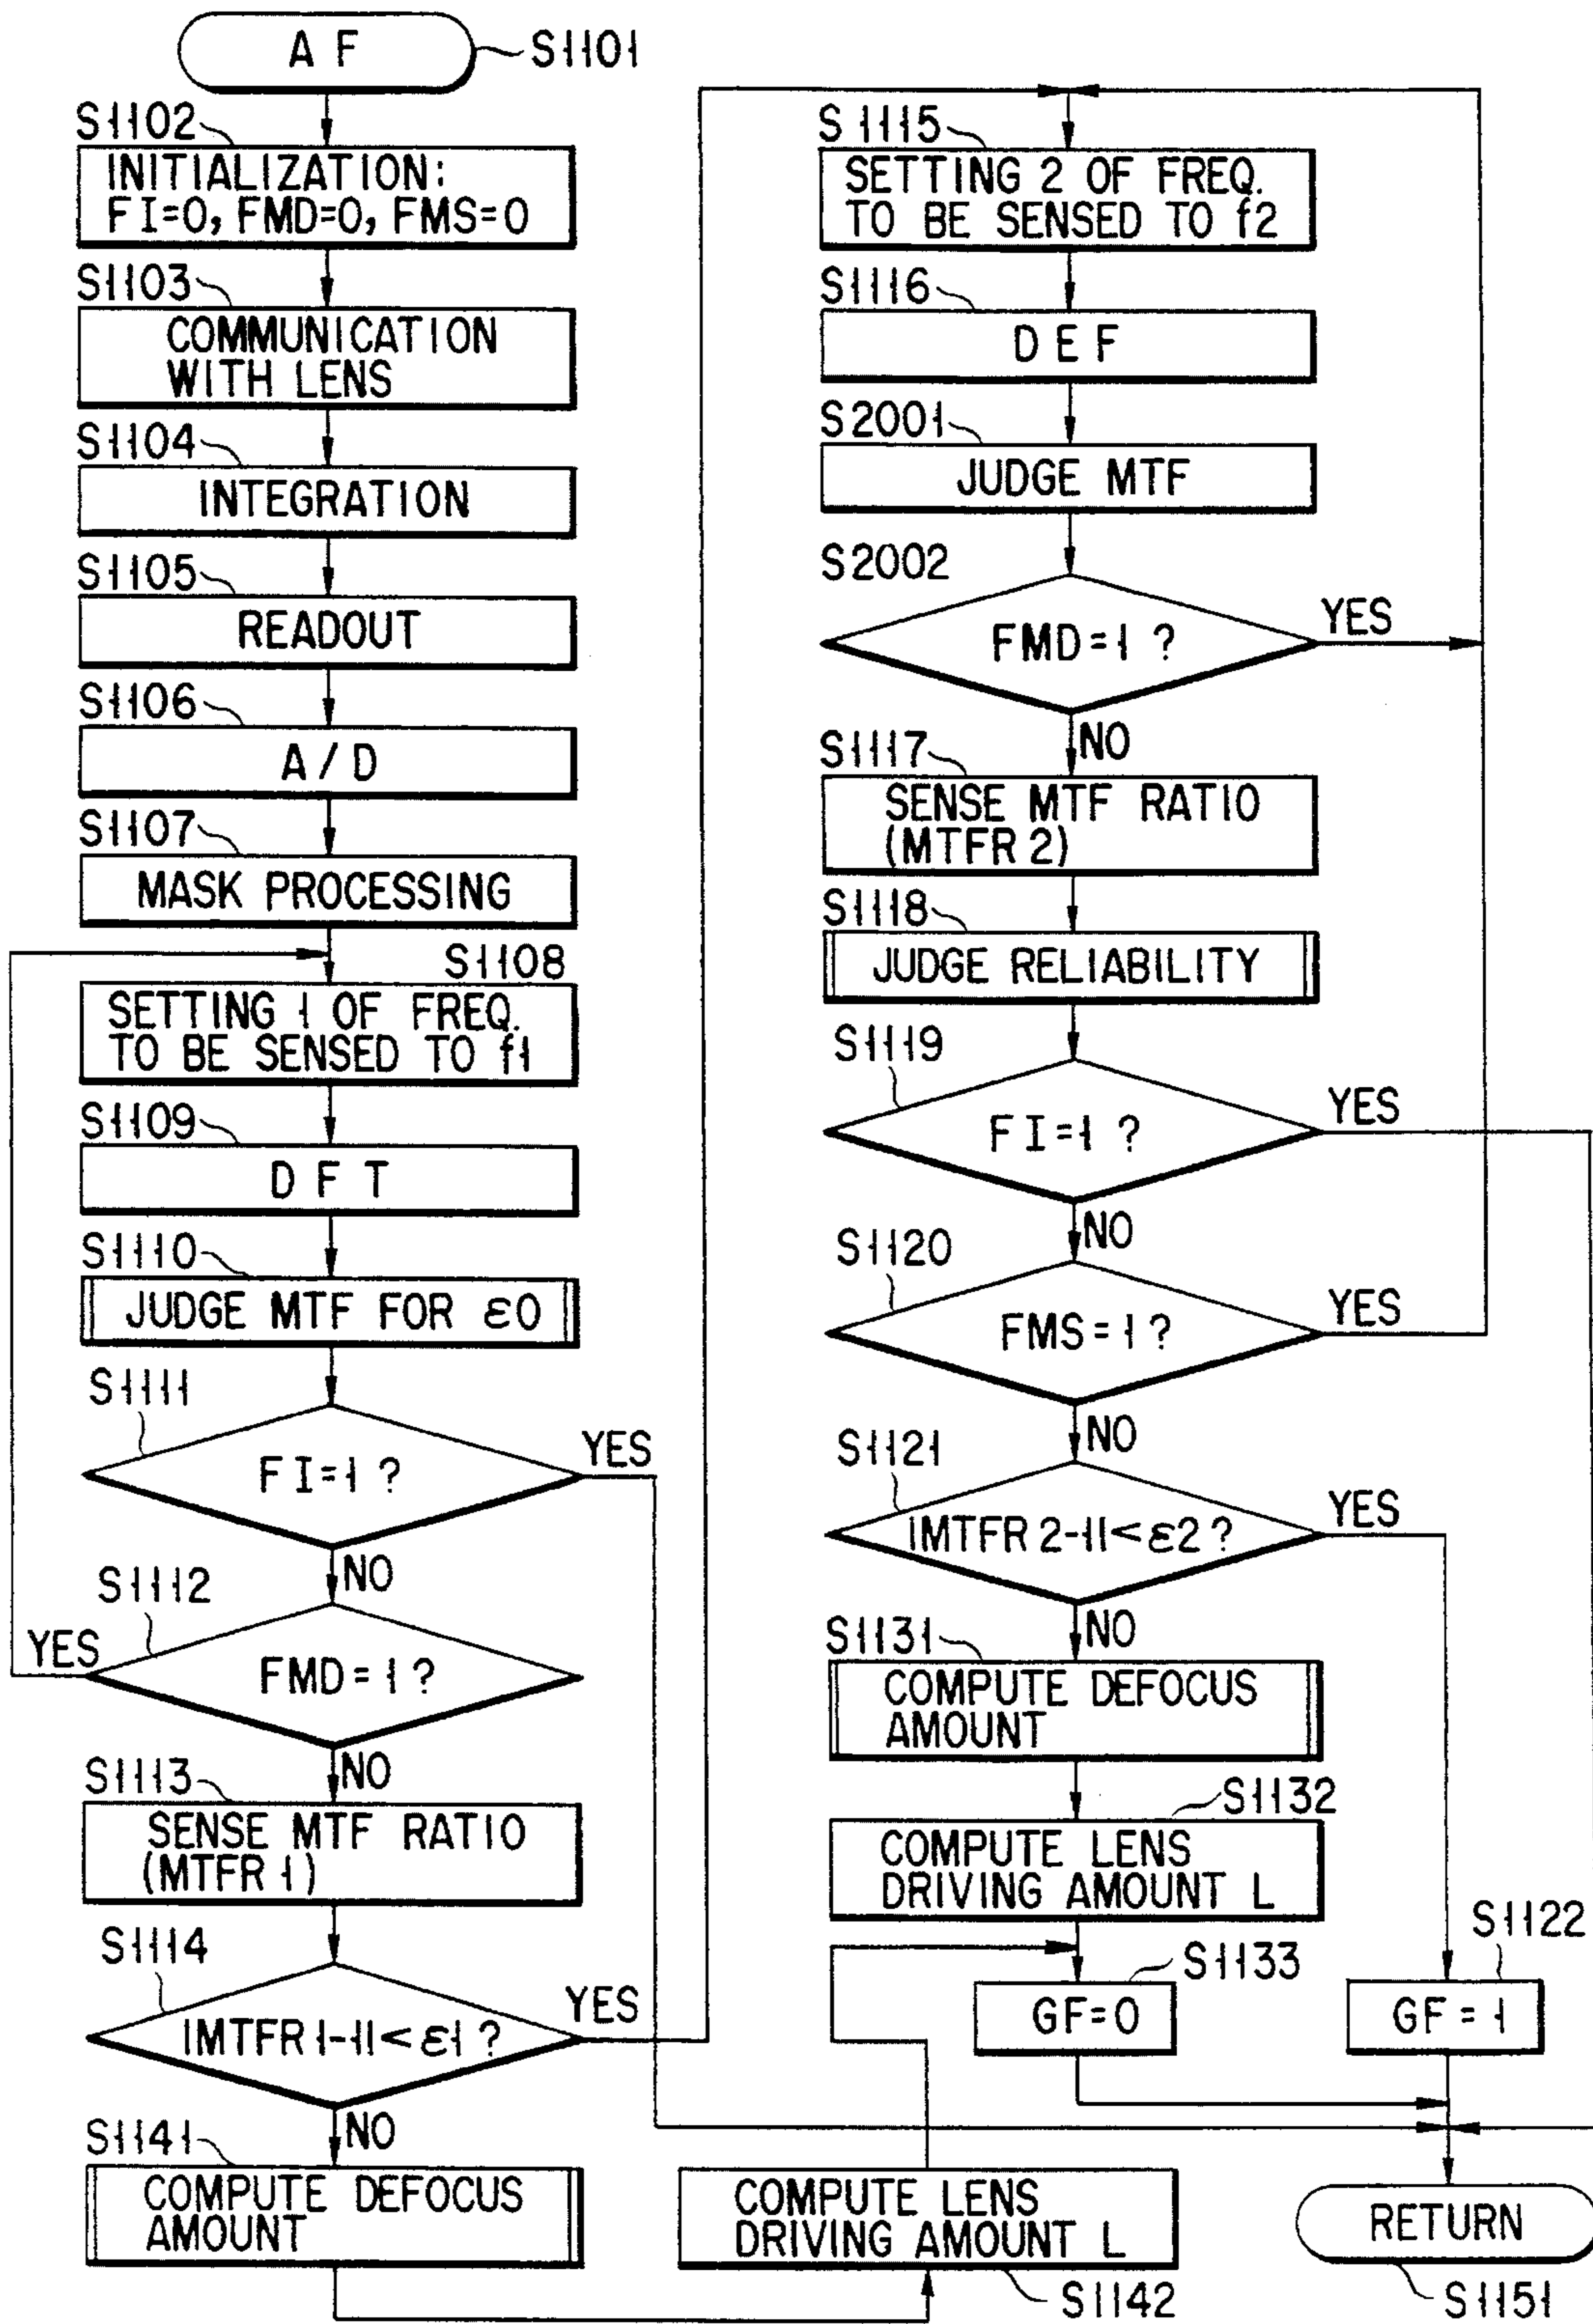 AF
S1101
S1102
INITIALIZATION:
FI=0, FMD=0, FMS=0
S1103
COMMUNICATION
WITH LENS
S1104
INTEGRATION
S1105
READOUT
S1106
A/D
S1107
MASK PROCESSING
S1108
SETTING 1 OF FREQ.
TO BE SENSED TO f1
S1109
DFT
S1110
JUDGE MTF FOR ε0
S1111
FI=1 ?
YES
NO
S1112
FMD=1 ?
YES
NO
S1113
SENSE MTF RATIO
(MTFR 1)
S1114
|MTFR1-1|<ε1 ?
YES
NO
S1141
COMPUTE DEFOCUS
AMOUNT
COMPUTE LENS
DRIVING AMOUNT L
S1142
S1115
SETTING 2 OF FREQ.
TO BE SENSED TO f2
S1116
DEF
S2001
JUDGE MTF
S2002
FMD=1 ?
YES
NO
S1117
SENSE MTF RATIO
(MTFR 2)
S1118
JUDGE RELIABILITY
S1119
FI=1 ?
YES
NO
S1120
FMS=1 ?
YES
NO
S1121
|MTFR2-1|<ε2 ?
YES
NO
S1131
COMPUTE DEFOCUS
AMOUNT
S1132
COMPUTE LENS
DRIVING AMOUNT L
S1133
GF=0
S1122
GF=1
RETURN
S1151